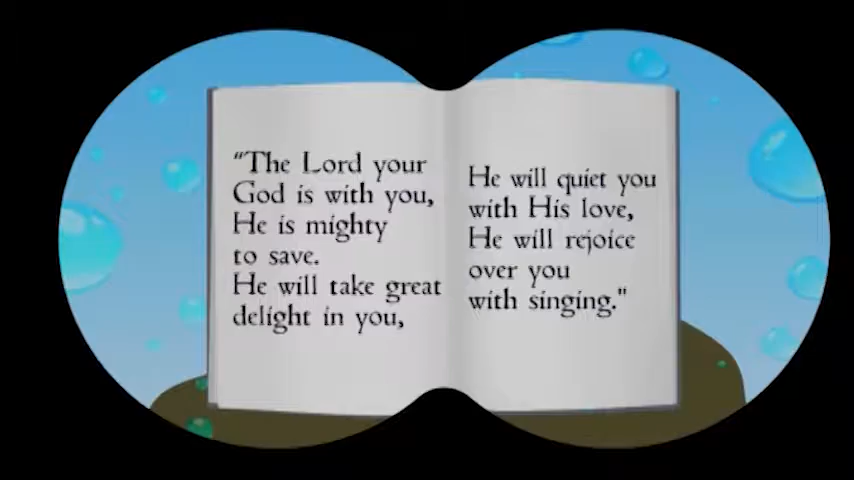 “The Lord your
God is with you,
He is mighty
to save.
He will take great
delight in you,
He will quiet you
with His love,
He will rejoice
over you
with singing."